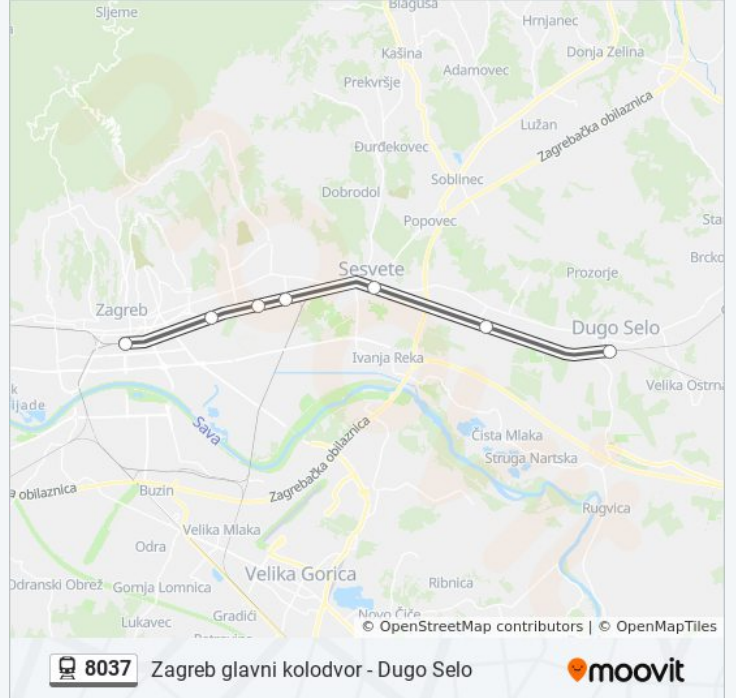 Sljeme
Blaguša
Hrnjanec
Kašina
Donja Zelina
Adamovec
Prekvršje
Zagrebačka obilaznica
Lužan
Đurđekovec
Soblinec
Dobrodol
Popovec
Sta
Brcko
Sesvete
Prozorje
Zagreb
Dugo Selo
Ivanja Reka
k
ljade
Velika Ostrna
Sava
Čista Mlaka
Struga Nartska
Zagrebačka obilaznica
a obilaznica
Buzin
Rugvica
Velika Mlaka
Odra
Velika Gorica
Odranski Obrež
Gornja Lomnica
Ribnica
Gradići
Novo Čiče
Lukavec
© OpenStreetMap contributors | © OpenMapTiles
8037 Zagreb glavni kolodvor - Dugo Selo
moovit